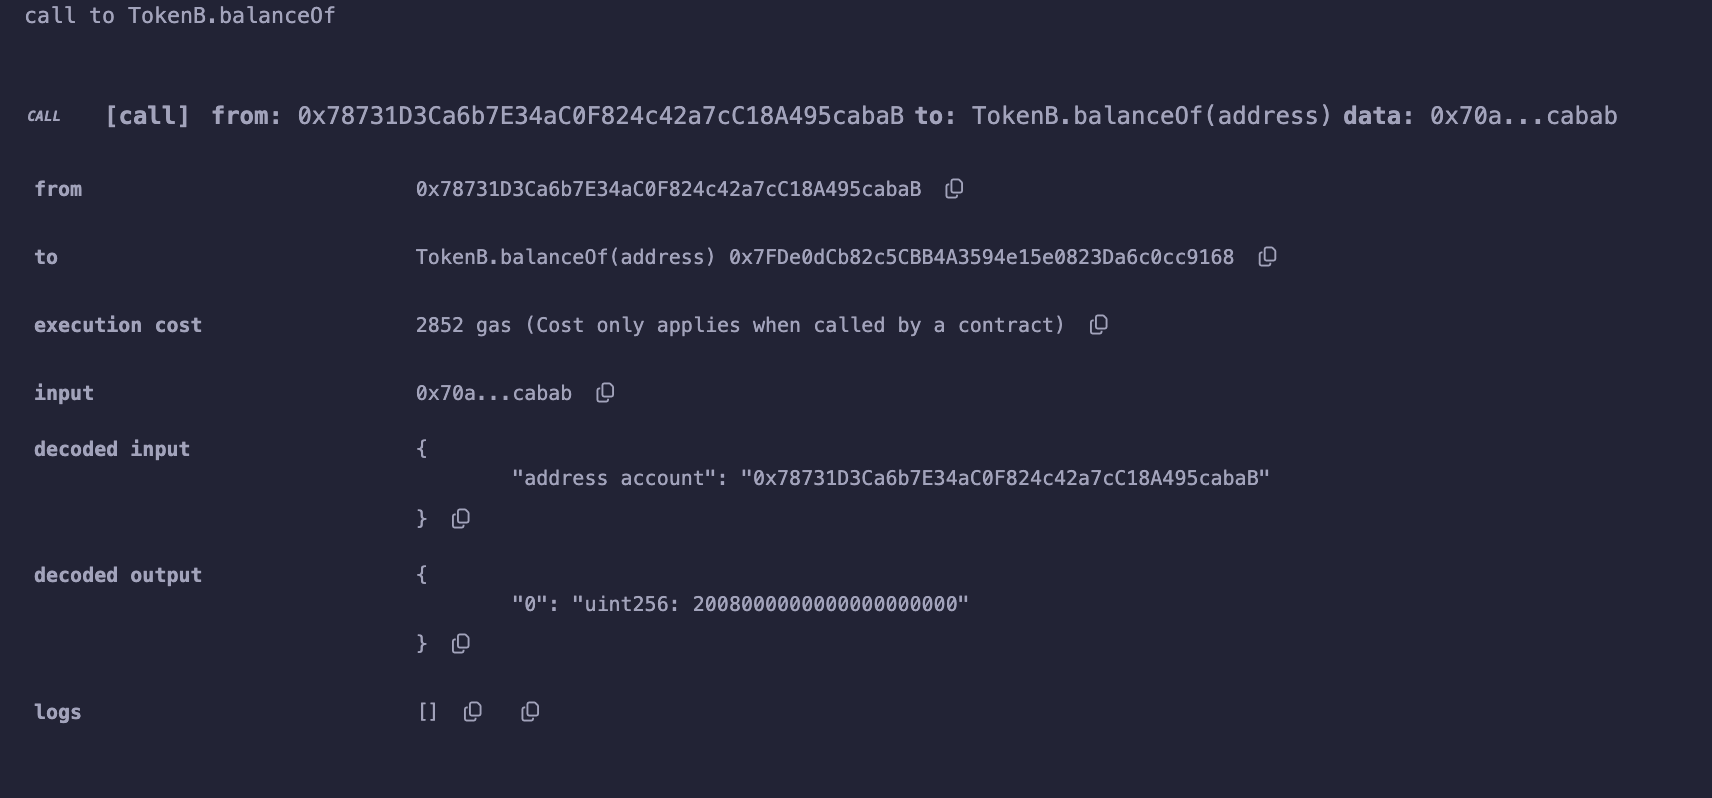 call to TokenB.balanceOf
CALL [call] from: 0x78731D3Ca6b7E34aC0F824c42a7cC18A495cabaB to: TokenB.balanceOf(address) data: 0x70a...cabab
from 0x78731D3Ca6b7E34aC0F824c42a7cC18A495cabaB
to TokenB.balanceOf(address) 0x7FDe0dCb82c5CBB4A3594e15e0823Da6c0cc9168
execution cost 2852 gas (Cost only applies when called by a contract)
input 0x70a...cabab
decoded input {
"address account": "0x78731D3Ca6b7E34aC0F824c42a7cC18A495cabaB"
}
decoded output {
"0": "uint256: 2008000000000000000000"
}
logs []